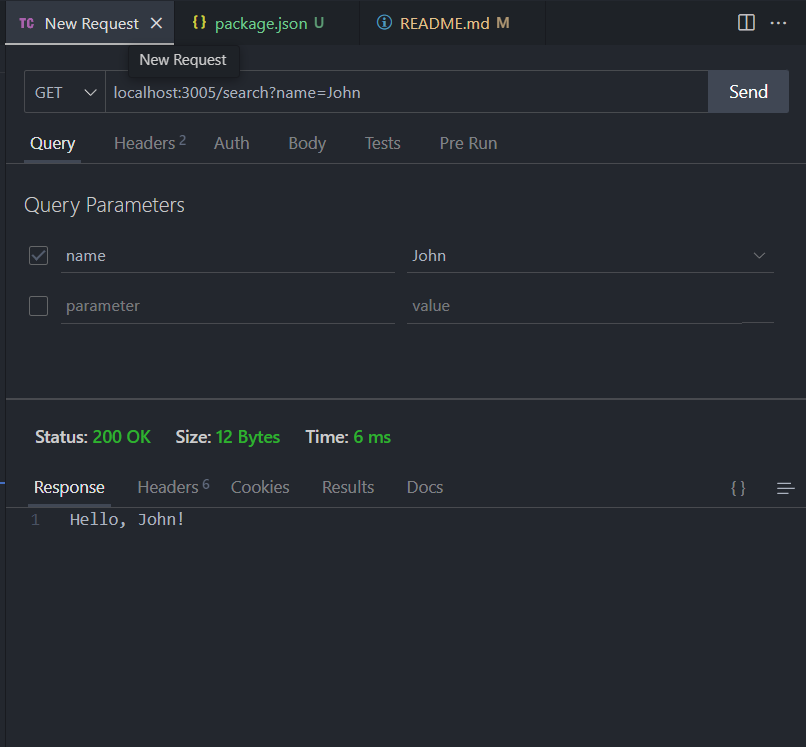 TC New Request × {} package.json U README.md M
New Request
GET localhost:3005/search?name=John Send
Query Headers 2 Auth Body Tests Pre Run
Query Parameters
name John
parameter value
Status: 200 OK Size: 12 Bytes Time: 6 ms
Response Headers 6 Cookies Results Docs {}
1 Hello, John!